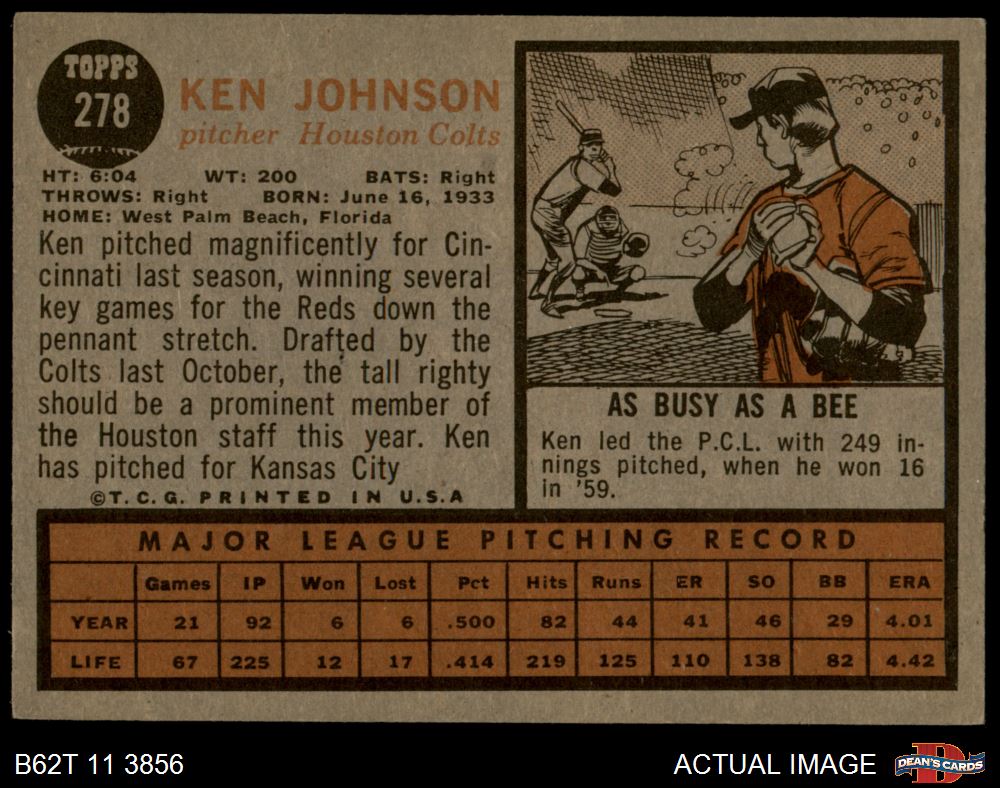 TOPPS
278
KEN JOHNSON
pitcher Houston Colts
HT: 6:04 WT: 200 BATS: Right
THROWS: Right BORN: June 16, 1933
HOME: West Palm Beach, Florida
Ken pitched magnificently for Cin-
cinnati last season, winning several
key games for the Reds down the
pennant stretch. Drafted by the
Colts last October, the tall righty
should be a prominent member of
the Houston staff this year. Ken
has pitched for Kansas City
©T.C.G. PRINTED IN U.S.A
AS BUSY AS A BEE
Ken led the P.C.L. with 249 in-
nings pitched, when he won 16
in '59.
MAJOR LEAGUE PITCHING RECORD
Games IP Won Lost Pct Hits Runs ER SO BB ERA
YEAR 21 92 6 6 .500 82 44 41 46 29 4.01
LIFE 67 225 12 17 .414 219 125 110 138 82 4.42
B62T 11 3856
ACTUAL IMAGE
D
DEAN'S CARDS